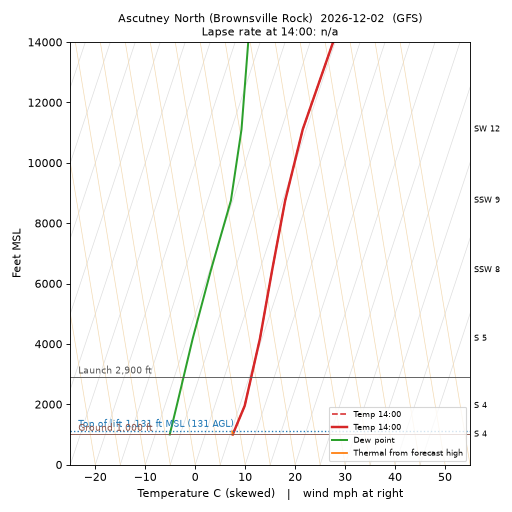 Ascutney North (Brownsville Rock)  2026-12-02  (GFS)
Lapse rate at 14:00: n/a
14000
12000
10000
8000
6000
4000
2000
0
Feet MSL
SW 12
SSW 9
SSW 8
S 5
S 4
S 4
Launch 2,900 ft
Top of lift 1,131 ft MSL (131 AGL)
Ground 1,000 ft
Temp 14:00
Temp 14:00
Dew point
Thermal from forecast high
−20 −10 0 10 20 30 40 50
Temperature C (skewed)   |   wind mph at right